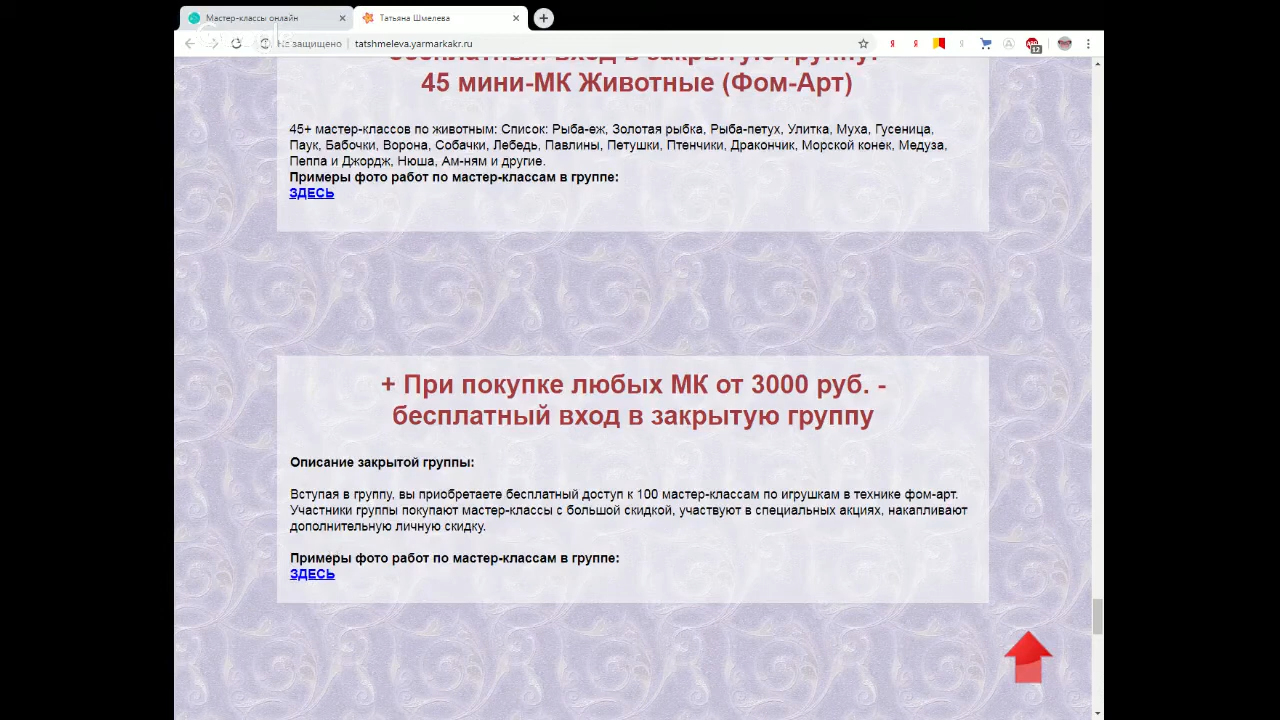 Мастер-классы онлайн
Татьяна Шмелева
Не защищено
tatshmeleva.yarmarkakr.ru
бесплатный вход в закрытую группу:
45 мини-МК Животные (Фом-Арт)
45+ мастер-классов по животным: Список: Рыба-еж, Золотая рыбка, Рыба-петух, Улитка, Муха, Гусеница,
Паук, Бабочки, Ворона, Собачки, Лебедь, Павлины, Петушки, Птенчики, Дракончик, Морской конек, Медуза,
Пеппа и Джордж, Нюша, Ам-ням и другие.
Примеры фото работ по мастер-классам в группе:
ЗДЕСЬ
+ При покупке любых МК от 3000 руб. -
бесплатный вход в закрытую группу
Описание закрытой группы:
Вступая в группу, вы приобретаете бесплатный доступ к 100 мастер-классам по игрушкам в технике фом-арт.
Участники группы покупают мастер-классы с большой скидкой, участвуют в специальных акциях, накапливают
дополнительную личную скидку.
Примеры фото работ по мастер-классам в группе:
ЗДЕСЬ